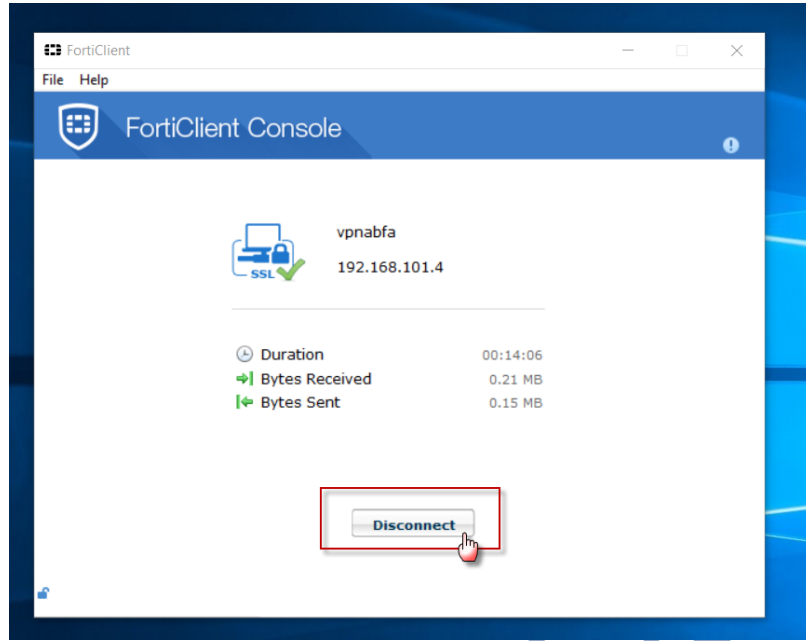 FortiClient
File Help
FortiClient Console
vpnabfa
192.168.101.4
SSL
Duration 00:14:06
Bytes Received 0.21 MB
Bytes Sent 0.15 MB
Disconnect